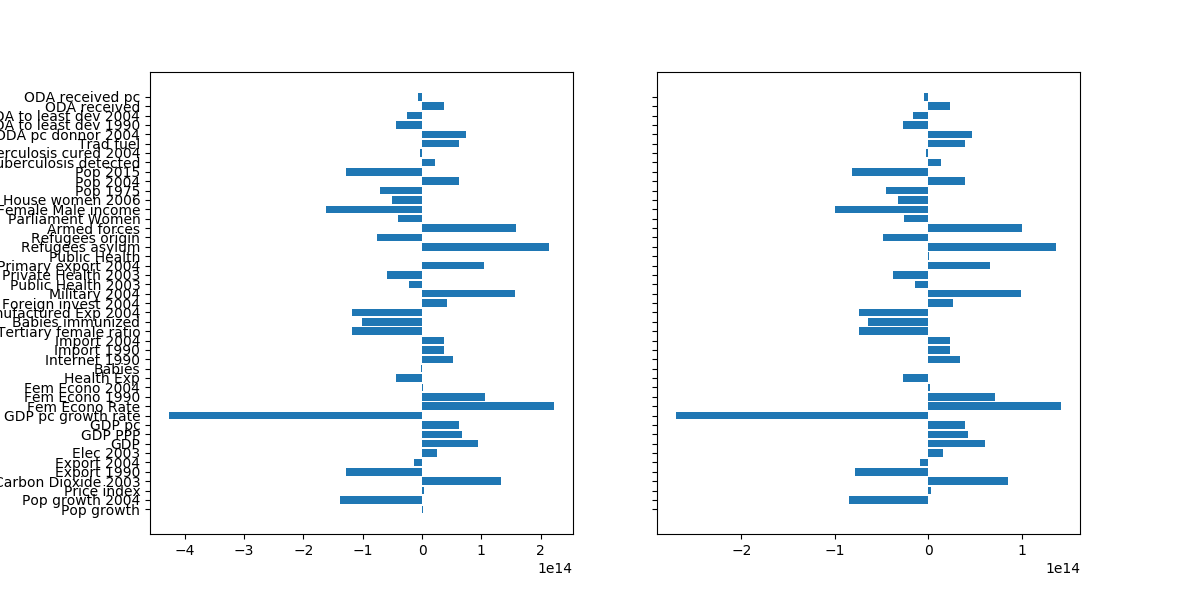 ODA received pc
ODA received
DA to least dev 2004
DA to least dev 1990
ODA pc donnor 2004
Trad fuel
erculosis cured 2004
uberculosis detected
Pop 2015
Pop 2004
Pop 1975
House women 2006
Female Male income
Parliament Women
Armed forces
Refugees origin
Refugees asylum
Public Health
Primary export 2004
Private Health 2003
Public Health 2003
Military 2004
Foreign invest 2004
nufactured Exp 2004
Babies immunized
Tertiary female ratio
Import 2004
Import 1990
Internet 1990
Babies
Health Exp
Fem Econo 2004
Fem Econo 1990
Fem Econo Rate
GDP pc growth rate
GDP pc
GDP PPP
GDP
Elec 2003
Export 2004
Export 1990
Carbon Dioxide 2003
Price index
Pop growth 2004
Pop growth
−4 −3 −2 −1 0 1 2
1e14
−2 −1 0 1
1e14